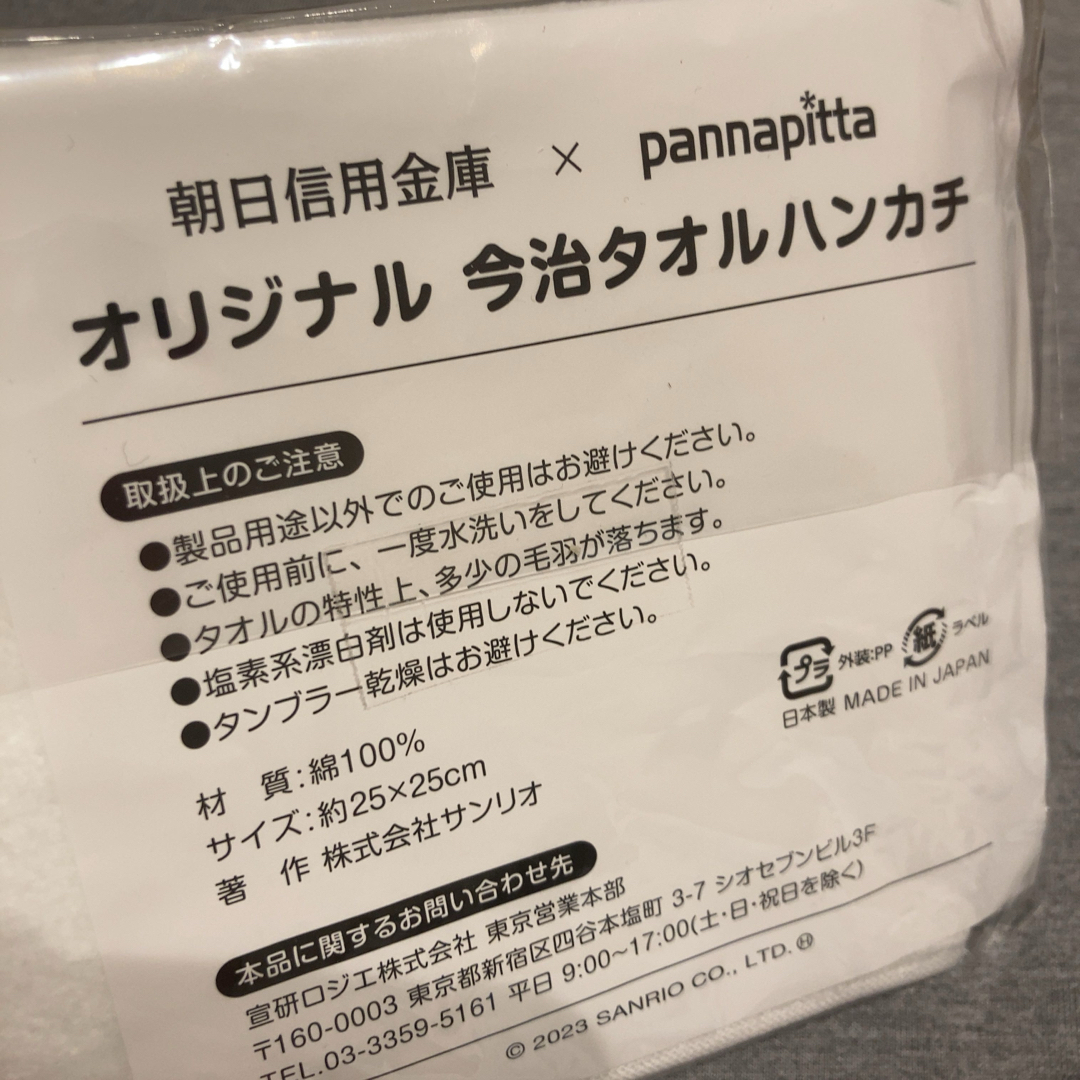 朝日信用金庫 × pannapitta
オリジナル 今治タオルハンカチ
取扱上のご注意
●製品用途以外でのご使用はお避けください。
●ご使用前に、一度水洗いをしてください。
●タオルの特性上、多少の毛羽が落ちます。
●塩素系漂白剤は使用しないでください。
●タンブラー乾燥はお避けください。
プラ 外装:PP 紙 ラベル
日本製 MADE IN JAPAN
材 質:綿100%
サイズ:約25×25cm
著 作 株式会社サンリオ
本品に関するお問い合わせ先
宣研ロジエ株式会社 東京営業本部
〒160-0003 東京都新宿区四谷本塩町 3-7 シオセブンビル3F
TEL.03-3359-5161 平日 9:00~17:00(土・日・祝日を除く)
© 2023 SANRIO CO., LTD. Ⓗ